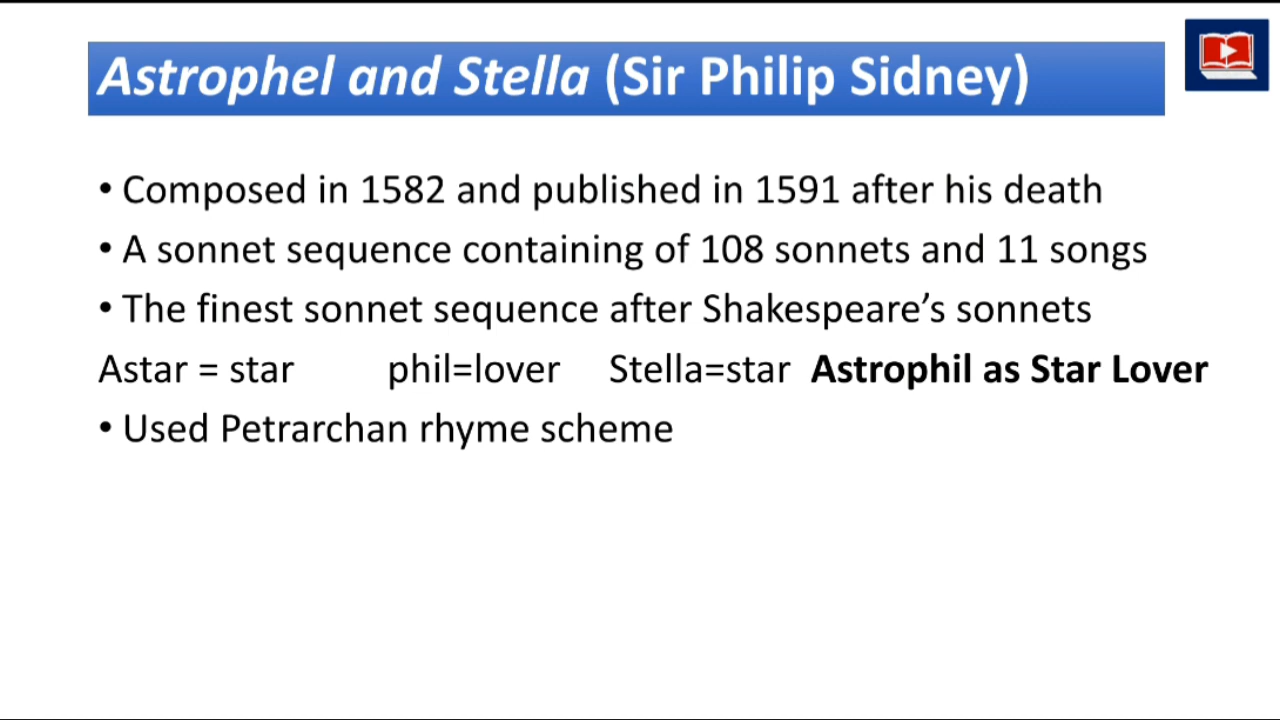 Astrophel and Stella (Sir Philip Sidney)
• Composed in 1582 and published in 1591 after his death
• A sonnet sequence containing of 108 sonnets and 11 songs
• The finest sonnet sequence after Shakespeare’s sonnets
Astar = star phil=lover Stella=star Astrophil as Star Lover
• Used Petrarchan rhyme scheme